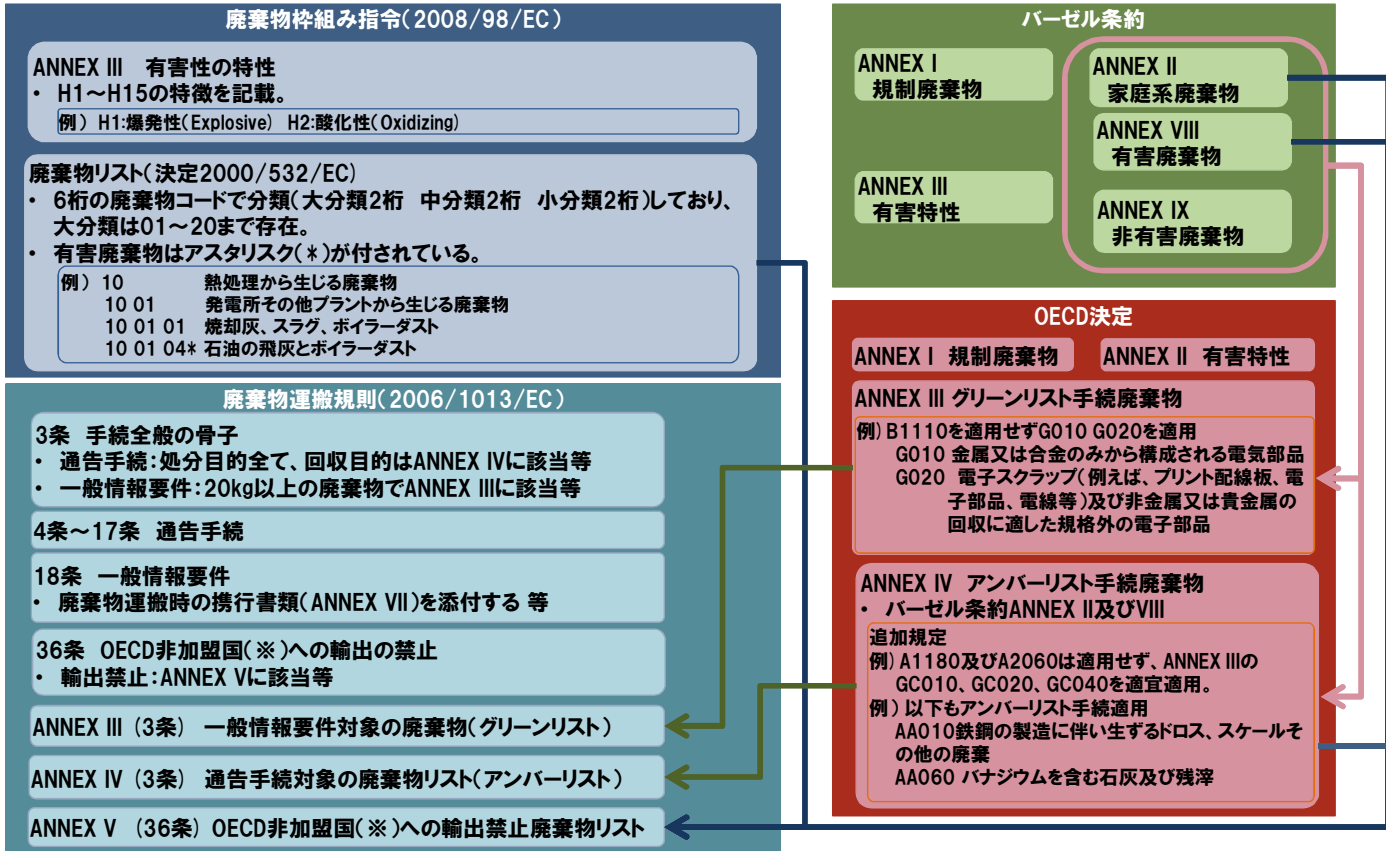 廃棄物枠組み指令(2008/98/EC)
ANNEX Ⅲ 有害性の特性
・ H1～H15の特徴を記載。
例) H1:爆発性(Explosive) H2:酸化性(Oxidizing)
廃棄物リスト(決定2000/532/EC)
・ 6桁の廃棄物コードで分類(大分類2桁 中分類2桁 小分類2桁)しており、
大分類は01～20まで存在。
・ 有害廃棄物はアスタリスク(*)が付されている。
例) 10 熱処理から生じる廃棄物
10 01 発電所その他プラントから生じる廃棄物
10 01 01 焼却灰、スラグ、ボイラーダスト
10 01 04* 石油の飛灰とボイラーダスト
廃棄物運搬規則(2006/1013/EC)
3条 手続全般の骨子
・ 通告手続:処分目的全て、回収目的はANNEX Ⅳに該当等
・ 一般情報要件:20kg以上の廃棄物でANNEX Ⅲに該当等
4条～17条 通告手続
18条 一般情報要件
・ 廃棄物運搬時の携行書類(ANNEX Ⅶ)を添付する 等
36条 OECD非加盟国(※)への輸出の禁止
・ 輸出禁止:ANNEX Ⅴに該当等
ANNEX Ⅲ (3条) 一般情報要件対象の廃棄物(グリーンリスト)
ANNEX Ⅳ (3条) 通告手続対象の廃棄物リスト(アンバーリスト)
ANNEX Ⅴ (36条) OECD非加盟国(※)への輸出禁止廃棄物リスト
バーゼル条約
ANNEX Ⅰ
規制廃棄物
ANNEX Ⅲ
有害特性
ANNEX Ⅱ
家庭系廃棄物
ANNEX Ⅷ
有害廃棄物
ANNEX Ⅸ
非有害廃棄物
OECD決定
ANNEX Ⅰ 規制廃棄物
ANNEX Ⅱ 有害特性
ANNEX Ⅲ グリーンリスト手続廃棄物
例) B1110を適用せずG010 G020を適用
G010 金属又は合金のみから構成される電気部品
G020 電子スクラップ(例えば、プリント配線板、電
子部品、電線等)及び非金属又は貴金属の
回収に適した規格外の電子部品
ANNEX Ⅳ アンバーリスト手続廃棄物
・ バーゼル条約ANNEX Ⅱ及びⅧ
追加規定
例) A1180及びA2060は適用せず、ANNEX Ⅲの
GC010、GC020、GC040を適宜適用。
例) 以下もアンバーリスト手続適用
AA010鉄鋼の製造に伴い生ずるドロス、スケールそ
の他の廃棄
AA060 バナジウムを含む石灰及び残滓